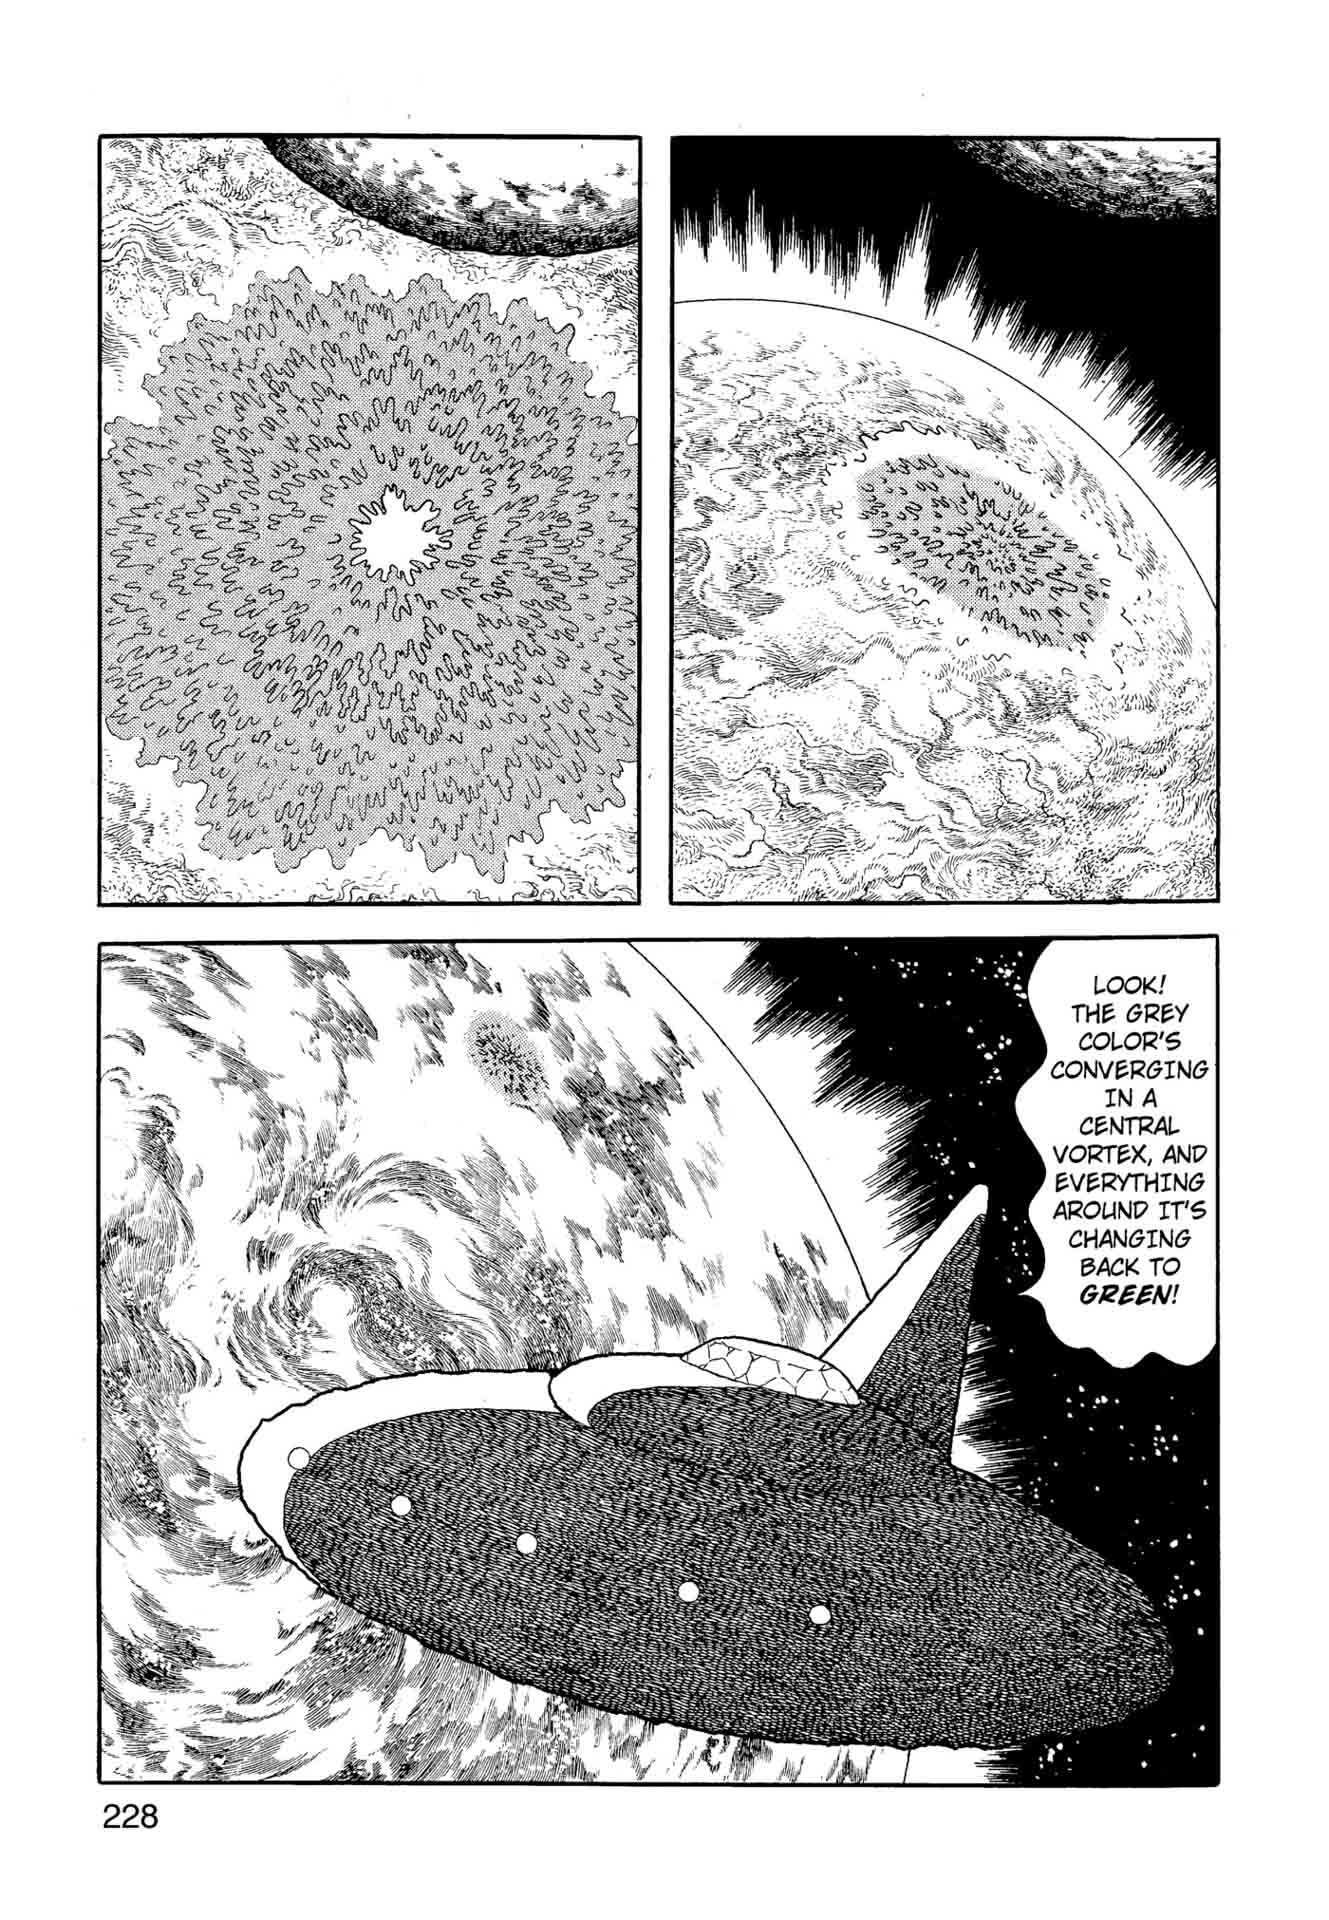 LOOK!
THE GREY
COLOR'S
CONVERGING
IN A
CENTRAL
VORTEX, AND
EVERYTHING
AROUND IT'S
CHANGING
BACK TO
GREEN!
228